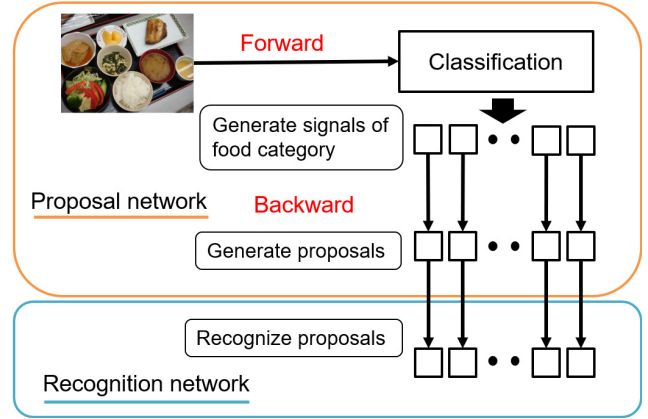 Forward
Classification
Generate signals of
food category
Proposal network
Backward
Generate proposals
Recognize proposals
Recognition network